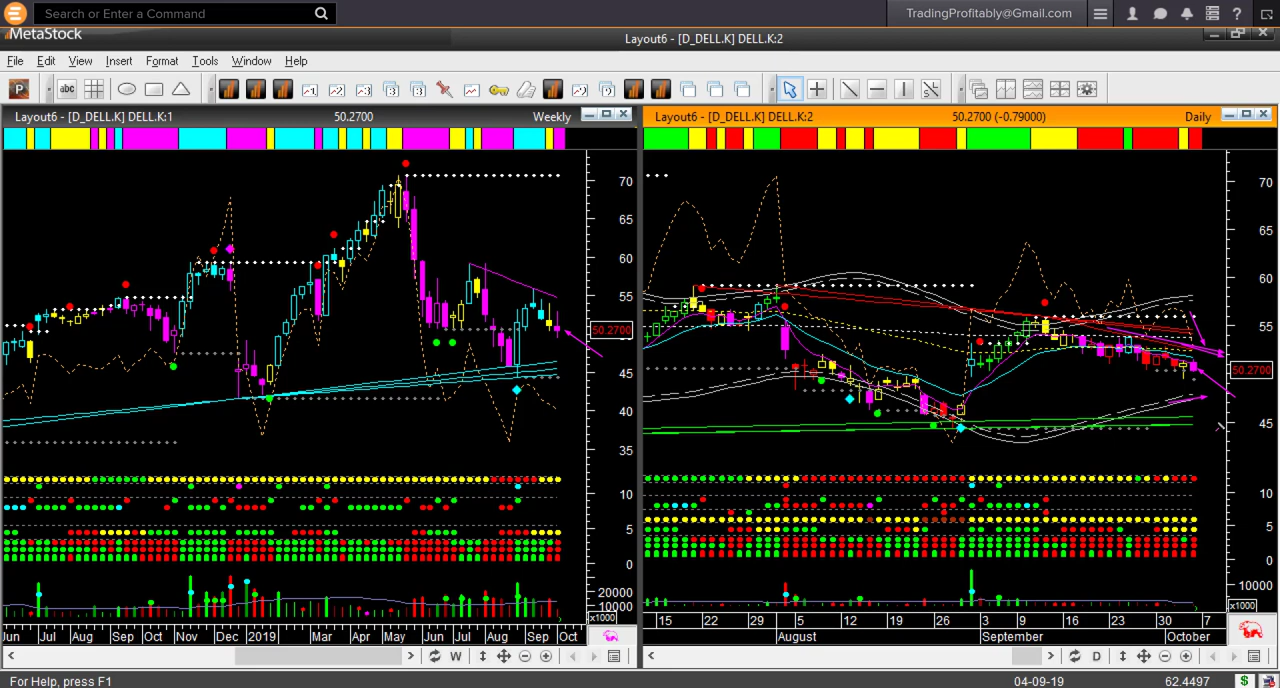 Search or Enter a Command
TradingProfitably@Gmail.com
MetaStock
Layout6 - [D_DELL.K] DELL.K:2
File Edit View Insert Format Tools Window Help
P abc
Layout6 - [D_DELL.K] DELL.K:1 50.2700 Weekly
Layout6 - [D_DELL.K] DELL.K:2 50.2700 (-0.79000) Daily
70
65
60
55
50.2700
45
40
35
10
5
0
20000
10000
x1000
Jun Jul Aug Sep Oct Nov Dec 2019 Mar Apr May Jun Jul Aug Sep Oct
W
70
65
60
55
50.2700
45
10
5
0
10000
x1000
15 22 29 5 12 19 26 3 9 16 23 30 7
August September October
D
For Help, press F1
04-09-19 62.4497 $